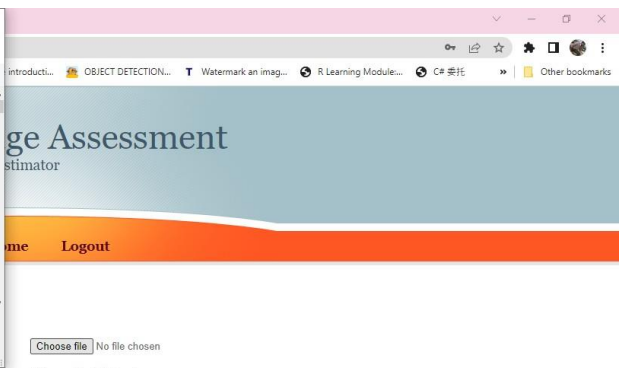 introducti... OBJECT DETECTION... T Watermark an imag... R Learning Module:... C# 委托 » Other bookmarks
ge Assessment
stimator
ome Logout
Choose file No file chosen